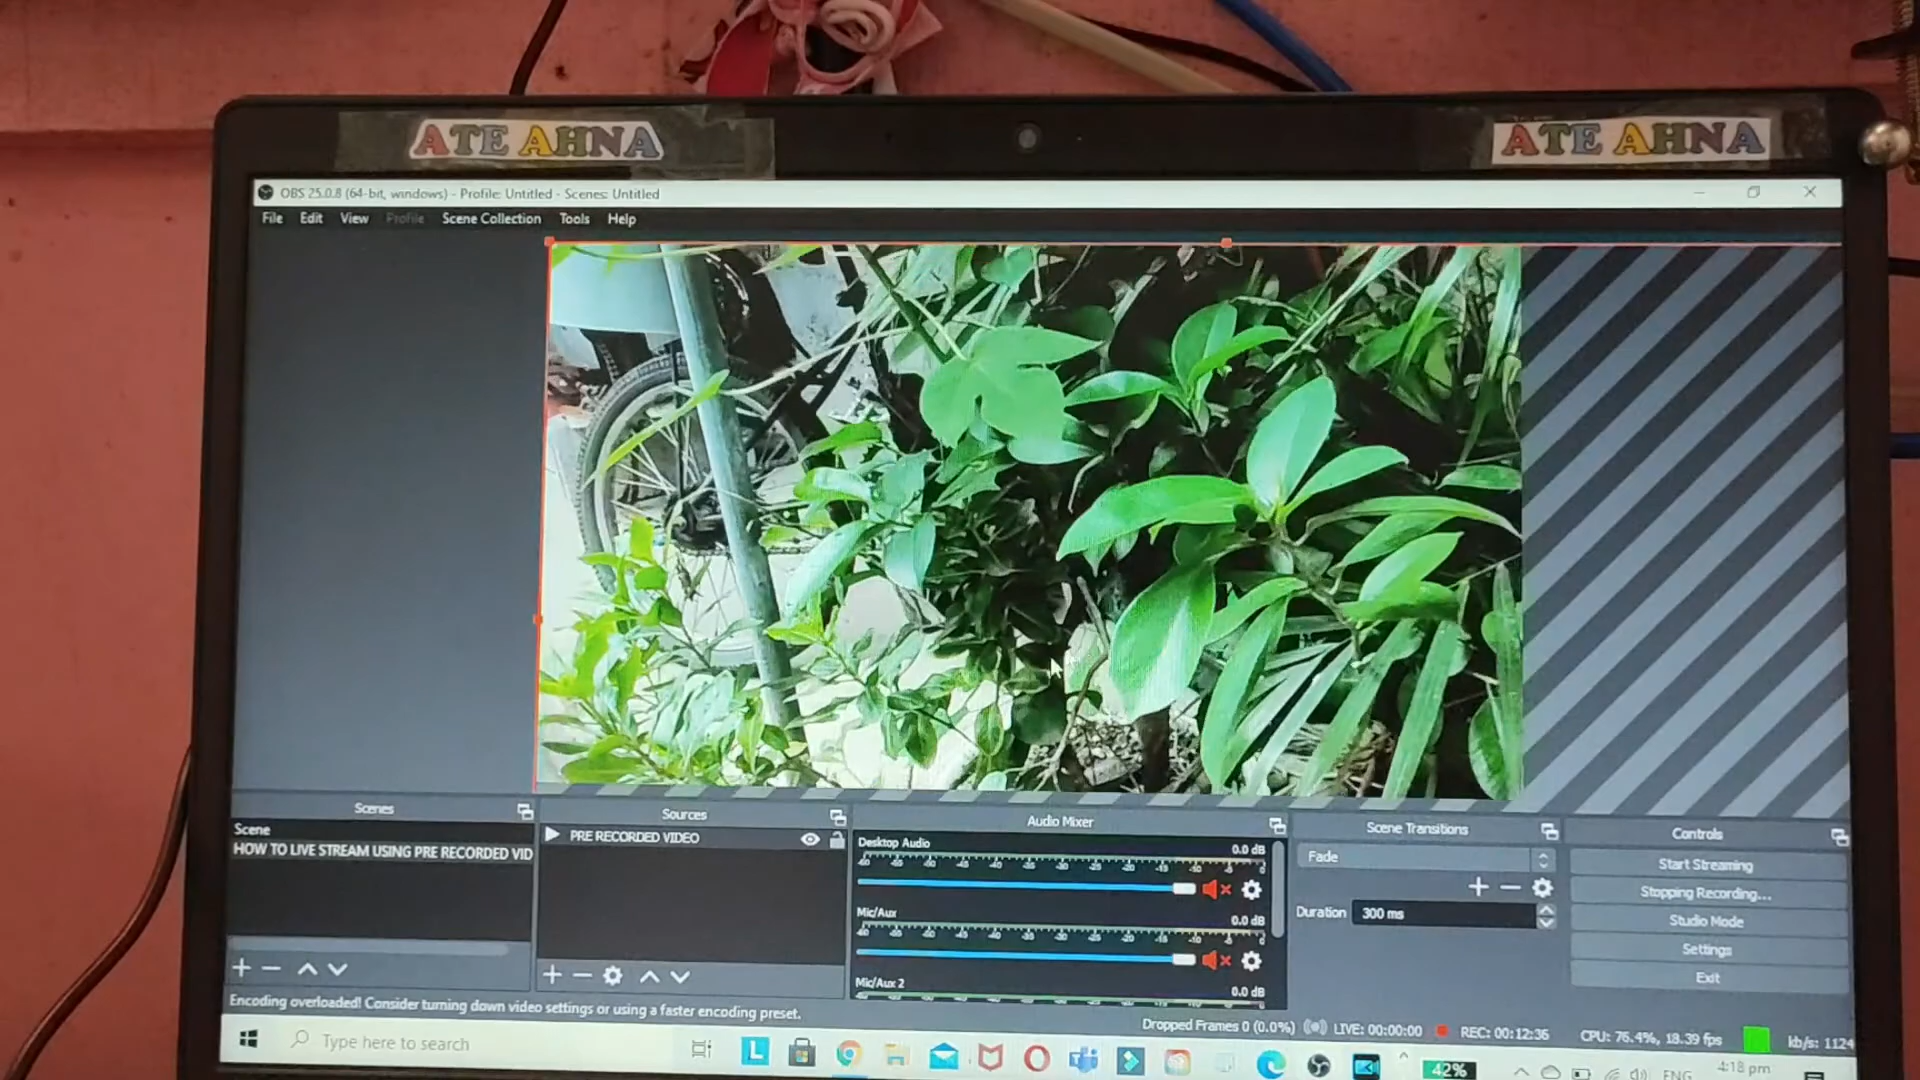 ATE AHNA
ATE AHNA
OBS 25.0.8 (64-bit, windows) - Profile: Untitled - Scenes: Untitled
File Edit View Profile Scene Collection Tools Help
Scenes
Scene
HOW TO LIVE STREAM USING PRE RECORDED VID
Sources
PRE RECORDED VIDEO
Audio Mixer
Desktop Audio 0.0 dB
Mic/Aux 0.0 dB
Mic/Aux 2 0.0 dB
Scene Transitions
Fade
Duration 300 ms
Controls
Start Streaming
Stopping Recording...
Studio Mode
Settings
Exit
Encoding overloaded! Consider turning down video settings or using a faster encoding preset.
Dropped Frames 0 (0.0%) LIVE: 00:00:00 REC: 00:12:36 CPU: 76.4%, 18.39 fps kb/s: 1124
Type here to search
L
42%
ENG
4:18 pm